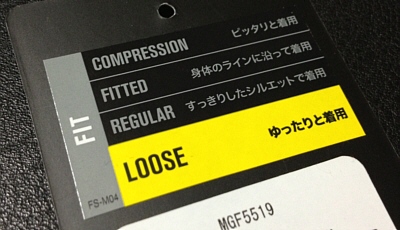 COMPRESSION ピッタリと着用
FITTED 身体のラインに沿って着用
REGULAR すっきりしたシルエットで着用
LOOSE ゆったりと着用
FIT
FS-M04
MGF5519